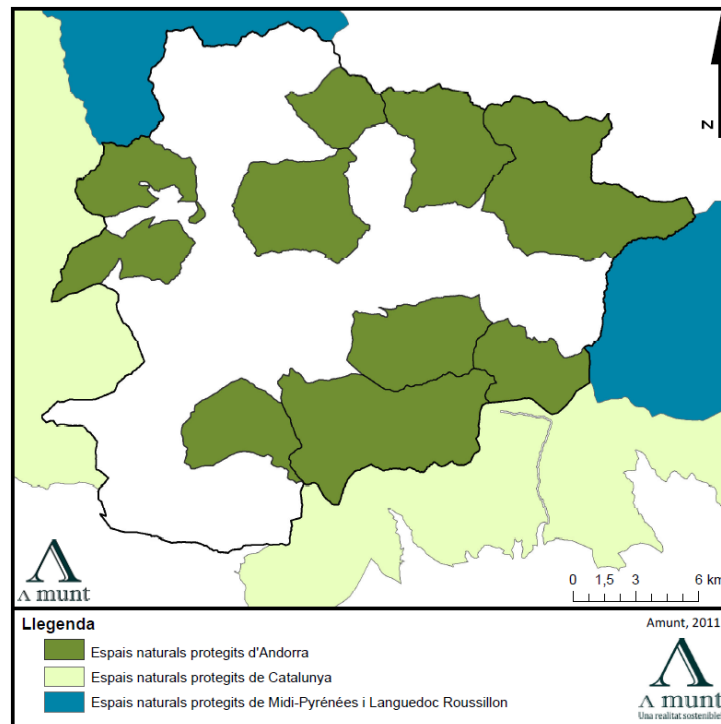 N
Λ munt
0 1,5 3 6 km
Llegenda
Amunt, 2011
Espais naturals protegits d'Andorra
Espais naturals protegits de Catalunya
Espais naturals protegits de Midi-Pyrénées i Languedoc Roussillon
Λ munt
Una realitat sostenible